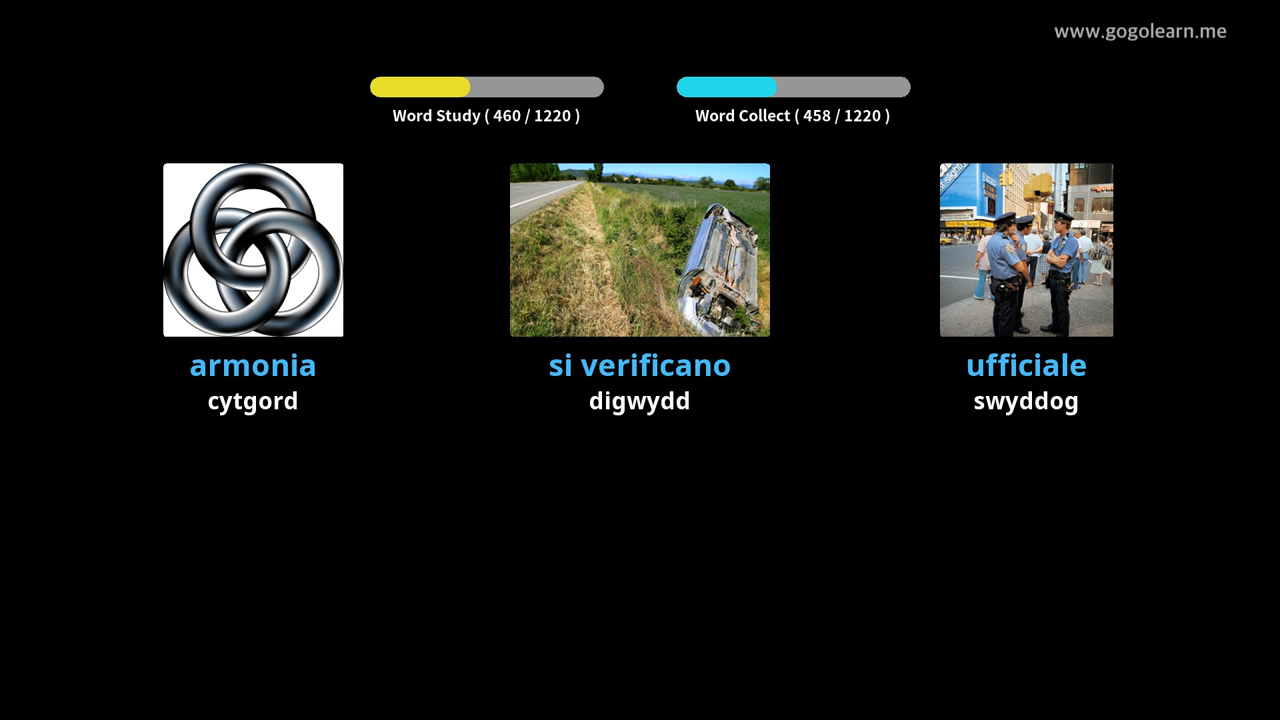 www.gogolearn.me
Word Study ( 460 / 1220 )
Word Collect ( 458 / 1220 )
armonia
cytgord
si verificano
digwydd
ufficiale
swyddog